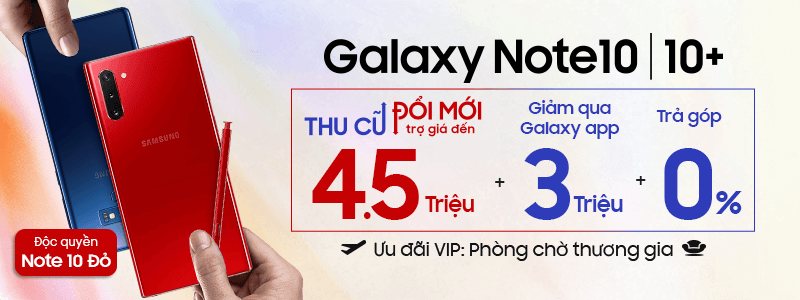 Galaxy Note10 | 10+
THU CŨ ĐỔI MỚI
trợ giá đến
4.5 Triệu
+
Giảm qua
Galaxy app
3 Triệu
+
Trả góp
0%
Ưu đãi VIP: Phòng chờ thương gia
SAMSUNG
Độc quyền
Note 10 Đỏ